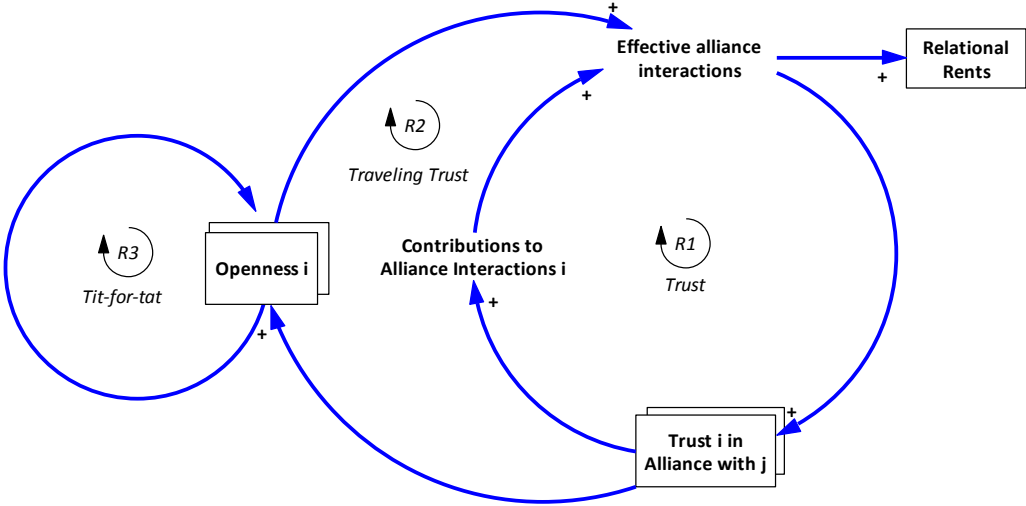 +
Effective alliance
interactions
+
Relational
Rents
+
R2
Traveling Trust
R3
Tit-for-tat
Openness i
+
Contributions to
Alliance Interactions i
R1
Trust
+
+
+
Trust i in
Alliance with j